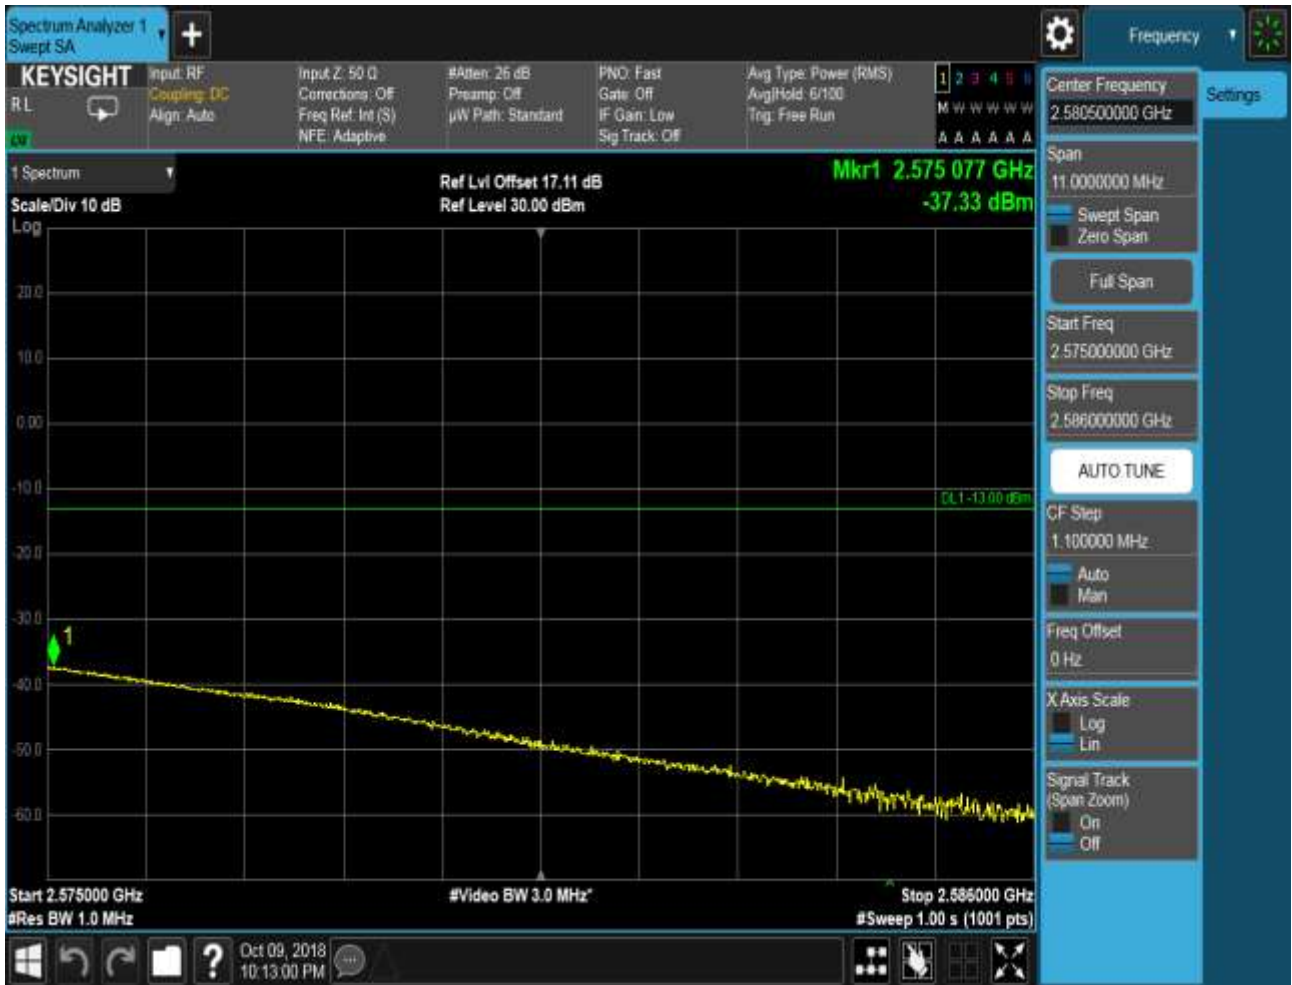 Spectrum Analyzer 1
Swept SA
+
Frequency
KEYSIGHT
R L
Input: RF
Coupling: DC
Align: Auto
Input Z: 50 Ω
Corrections: Off
Freq Ref: Int (S)
NFE: Adaptive
#Atten: 26 dB
Preamp: Off
µW Path: Standard
PNO: Fast
Gate: Off
IF Gain: Low
Sig Track: Off
Avg Type: Power (RMS)
Avg|Hold: 6/100
Trig: Free Run
1 2 3 4 5 6
M W W W W W
A A A A A A
Center Frequency
2.580500000 GHz
Settings
1 Spectrum
Scale/Div 10 dB
Log
Ref Lvl Offset 17.11 dB
Ref Level 30.00 dBm
Mkr1 2.575 077 GHz
-37.33 dBm
Span
11.0000000 MHz
Swept Span
Zero Span
Full Span
Start Freq
2.575000000 GHz
Stop Freq
2.586000000 GHz
AUTO TUNE
CF Step
1.100000 MHz
Auto
Man
Freq Offset
0 Hz
X Axis Scale
Log
Lin
Signal Track
(Span Zoom)
On
Off
20.0
10.0
0.00
-10.0
DL1 -13.00 dBm
-20.0
-30.0
1
-40.0
-50.0
-60.0
Start 2.575000 GHz
#Video BW 3.0 MHz*
Stop 2.586000 GHz
#Res BW 1.0 MHz
#Sweep 1.00 s (1001 pts)
?
Oct 09, 2018
10:13:00 PM